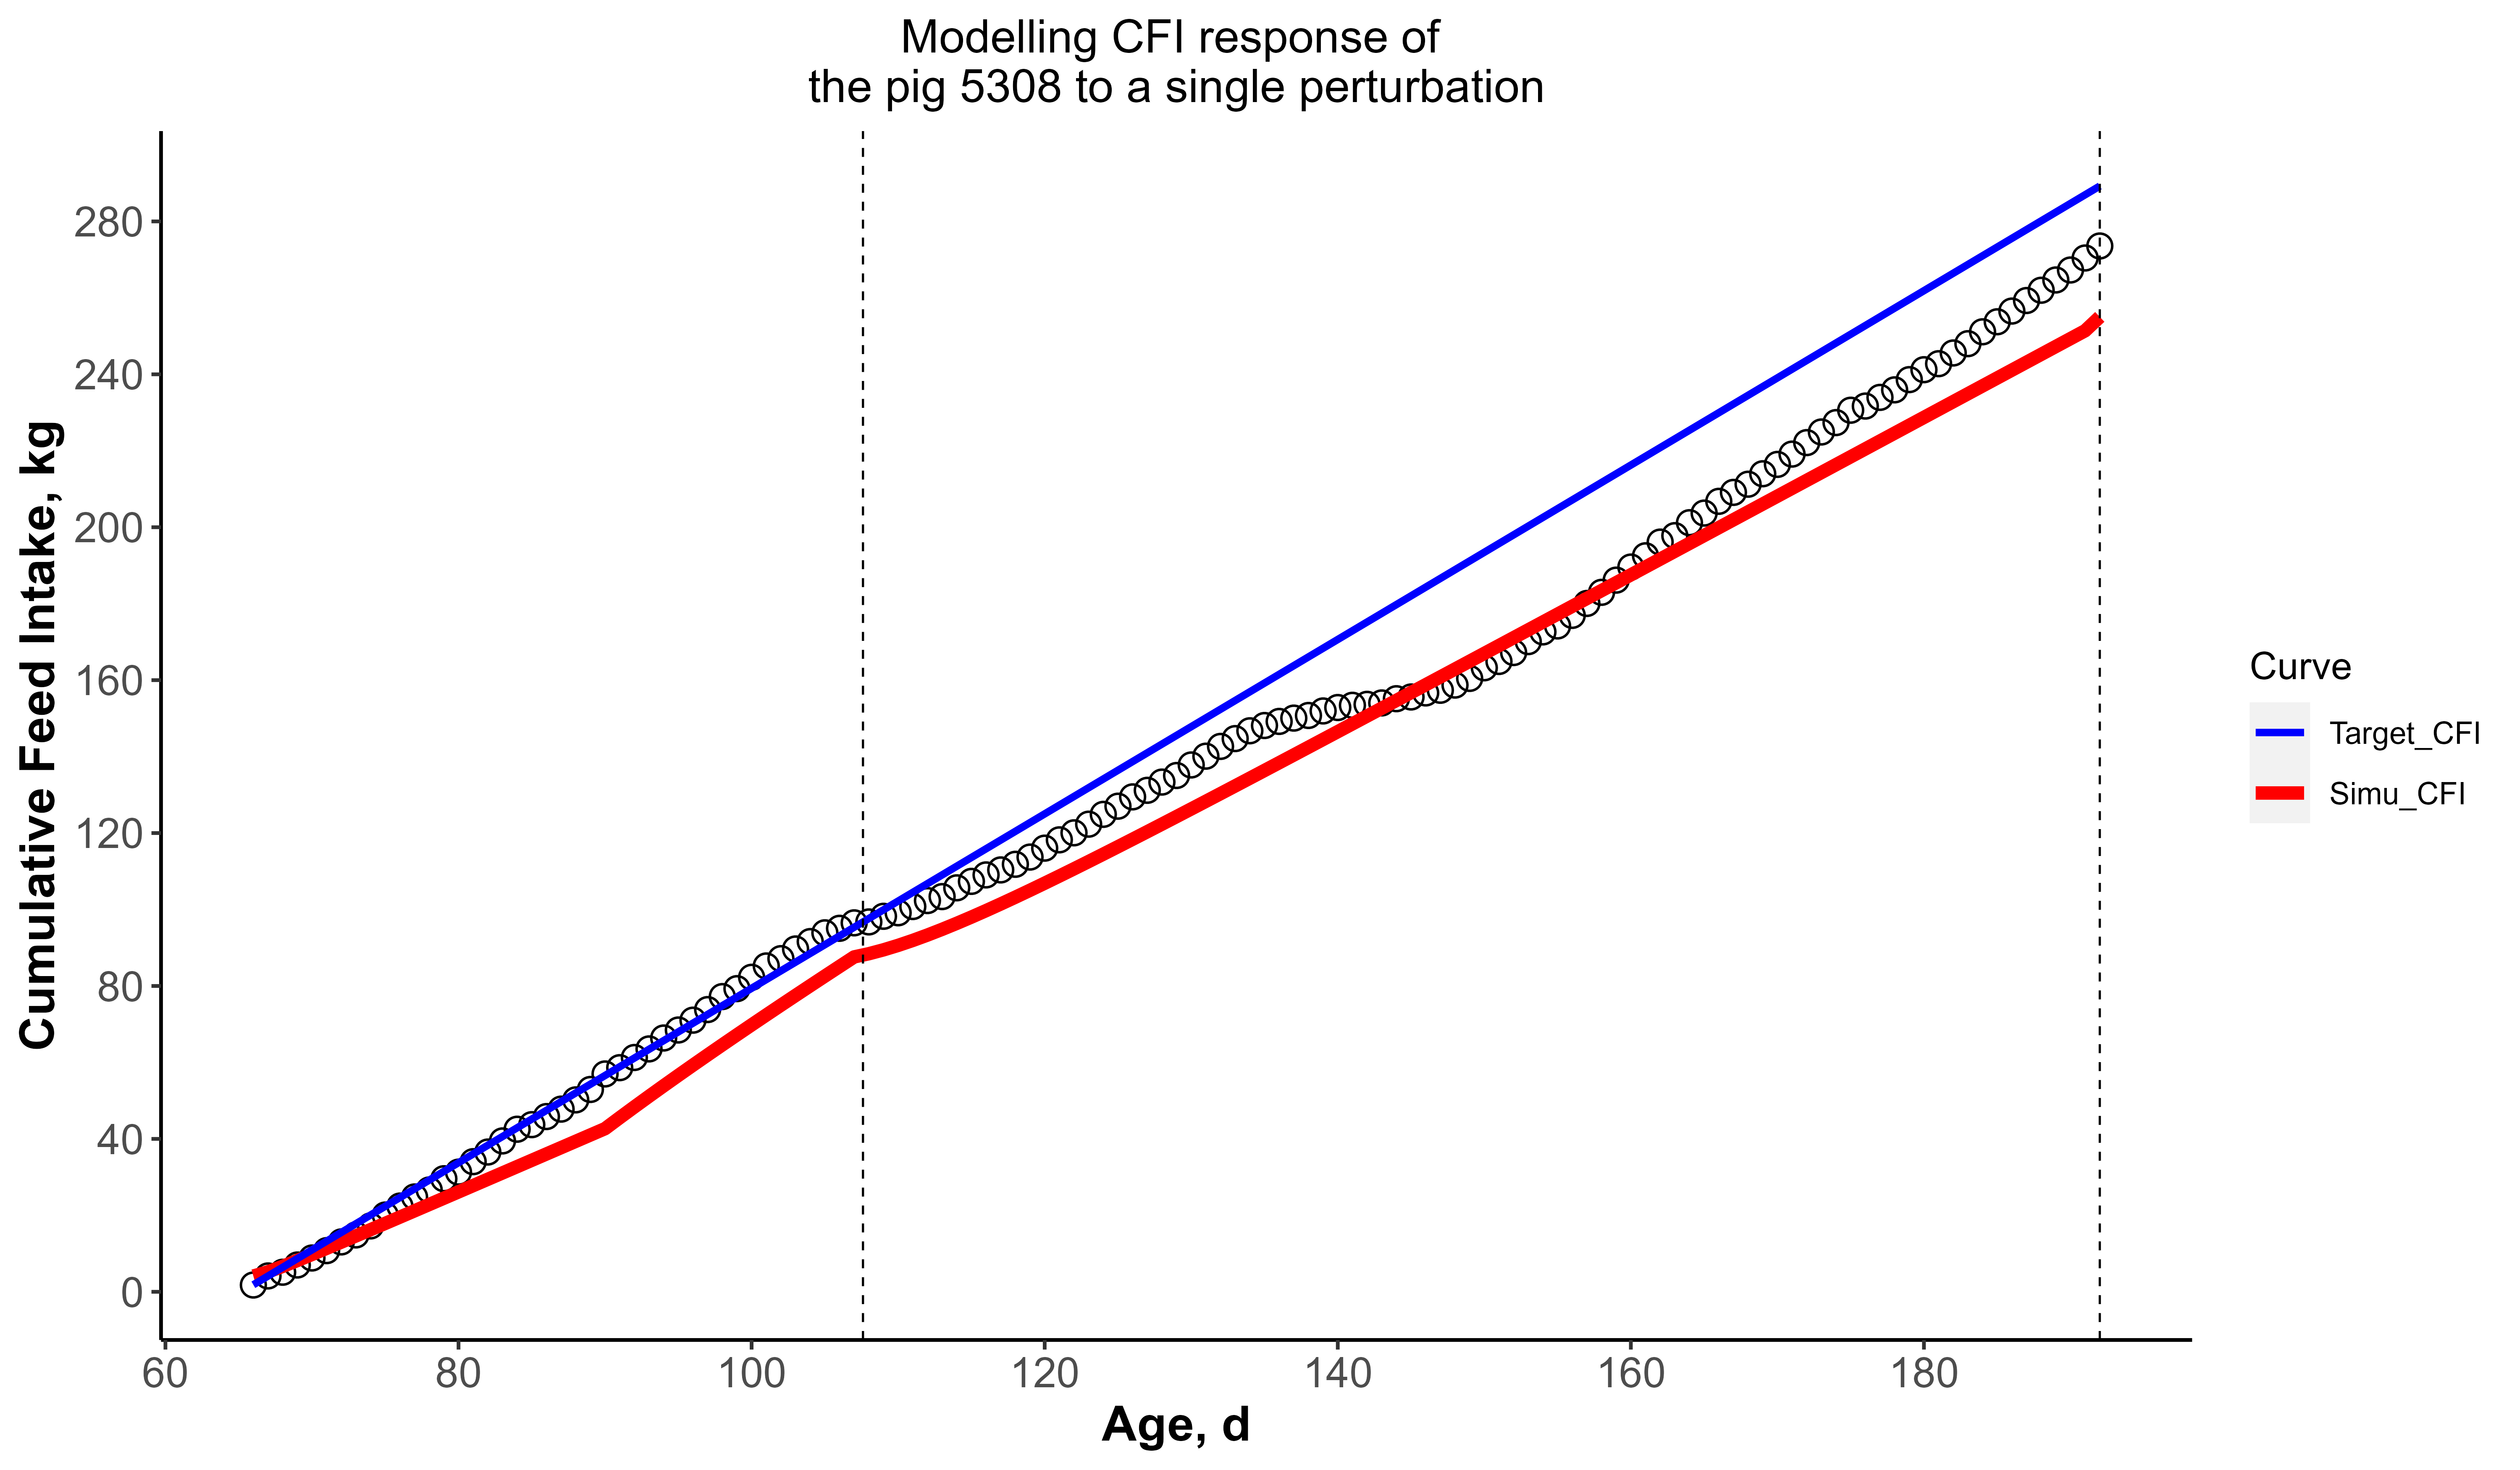 Modelling CFI response of
the pig 5308 to a single perturbation
Cumulative Feed Intake, kg
280
240
200
160
120
80
40
0
60 80 100 120 140 160 180
Age, d
Curve
Target_CFI
Simu_CFI